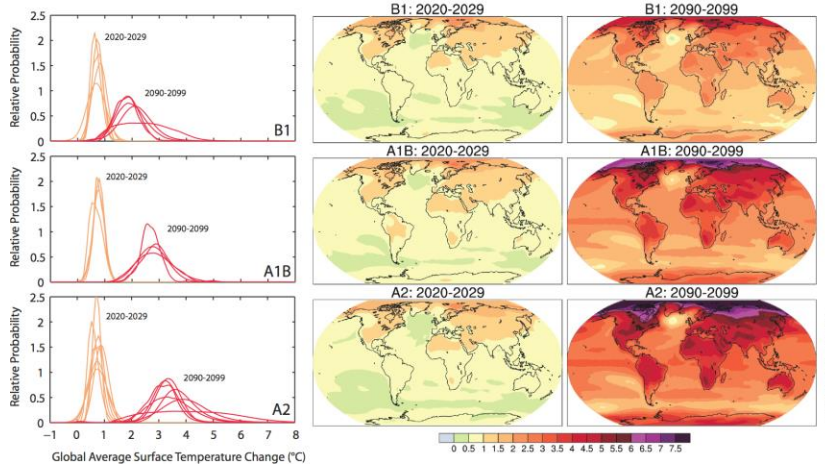 B1: 2020-2029
B1: 2090-2099
2.5
2
1.5
1
0.5
0
Relative Probability
2020-2029
2090-2099
B1
A1B: 2020-2029
A1B: 2090-2099
2.5
2
1.5
1
0.5
0
Relative Probability
2020-2029
2090-2099
A1B
A2: 2020-2029
A2: 2090-2099
2.5
2
1.5
1
0.5
0
Relative Probability
2020-2029
2090-2099
A2
−1 0 1 2 3 4 5 6 7 8
Global Average Surface Temperature Change (°C)
0 0.5 1 1.5 2 2.5 3 3.5 4 4.5 5 5.5 6 6.5 7 7.5